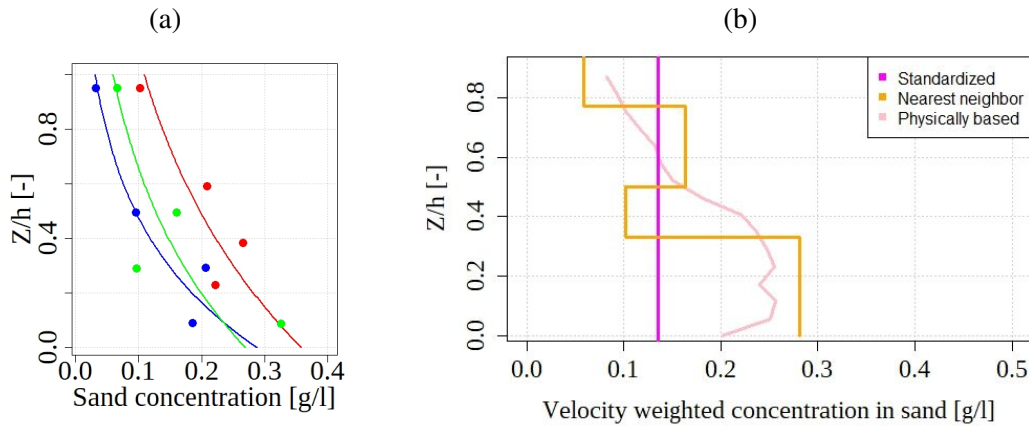 (a)
(b)
0.8
0.4
0.0
Z/h [-]
0.0 0.1 0.2 0.3 0.4
Sand concentration [g/l]
Standardized
Nearest neighbor
Physically based
0.8
0.6
0.4
0.2
0.0
Z/h [-]
0.0 0.1 0.2 0.3 0.4 0.5
Velocity weighted concentration in sand [g/l]